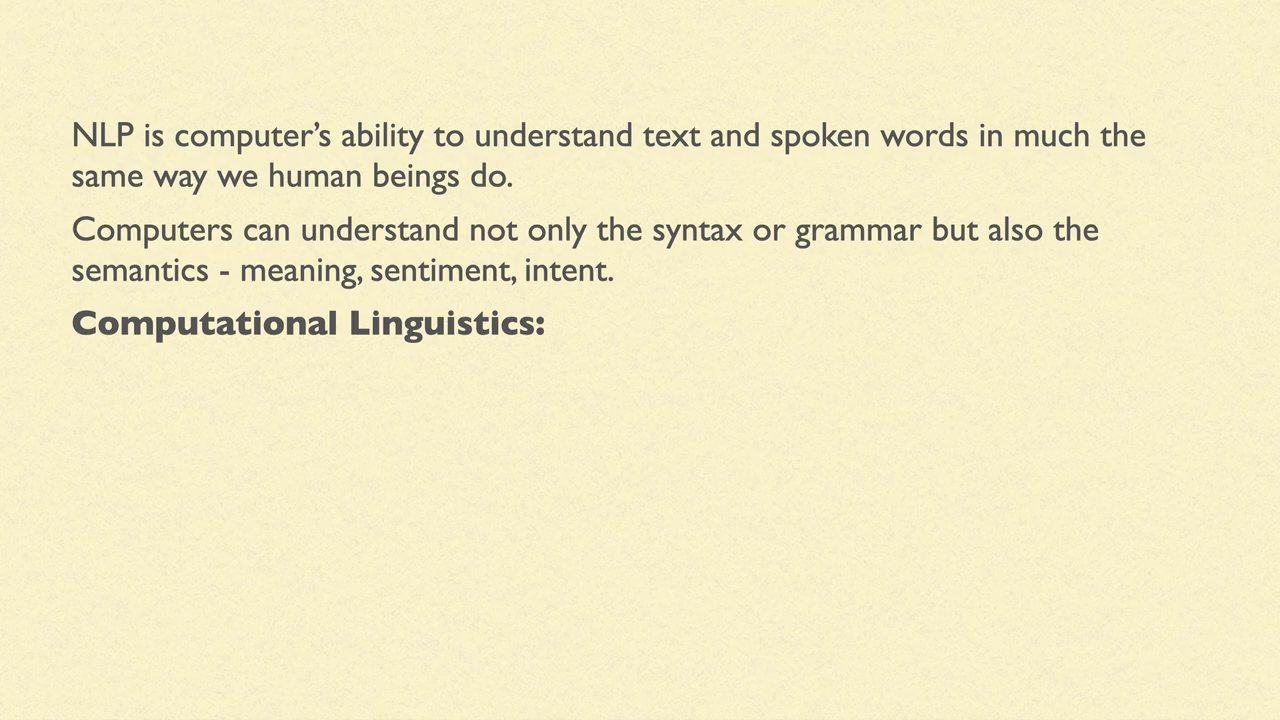 NLP is computer’s ability to understand text and spoken words in much the
same way we human beings do.
Computers can understand not only the syntax or grammar but also the
semantics - meaning, sentiment, intent.
Computational Linguistics: